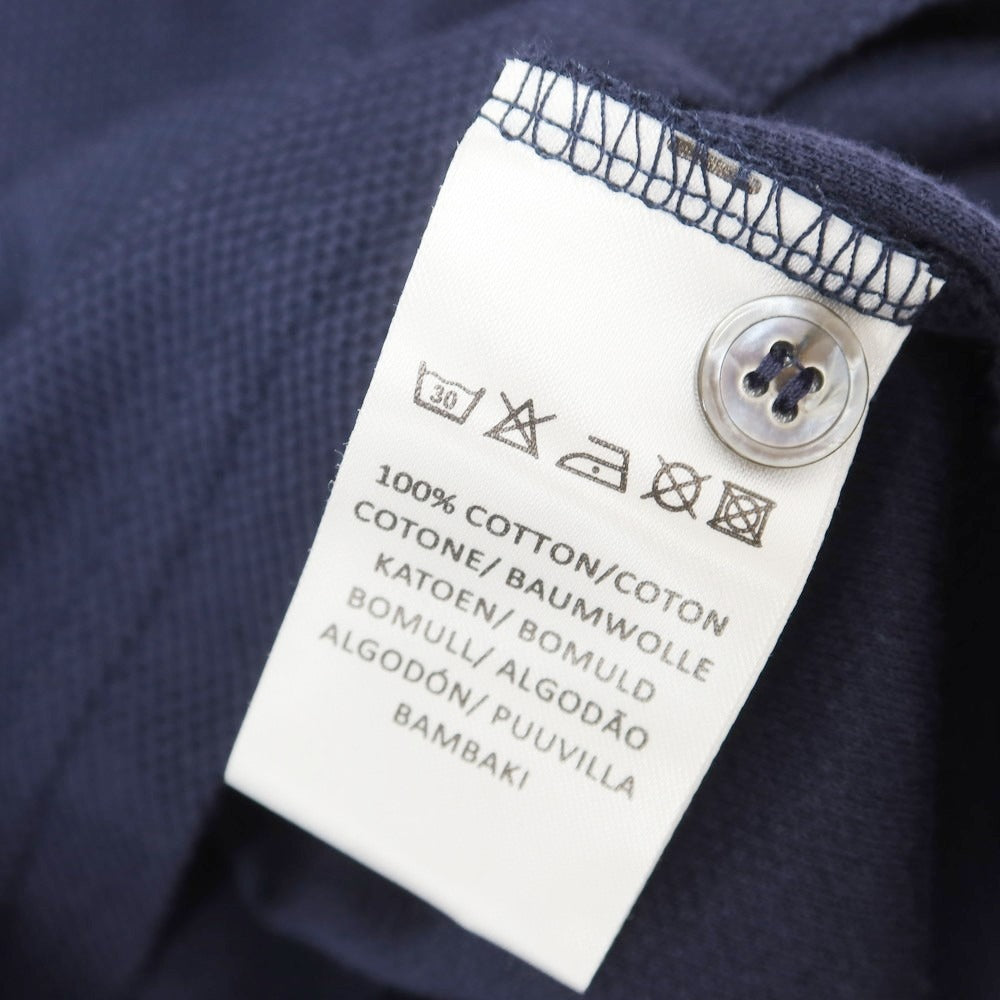 30
100% COTTON/COTON
COTONE/ BAUMWOLLE
KATOEN/ BOMULD
BOMULL/ ALGODÃO
ALGODÓN/ PUUVILLA
BAMBAKI